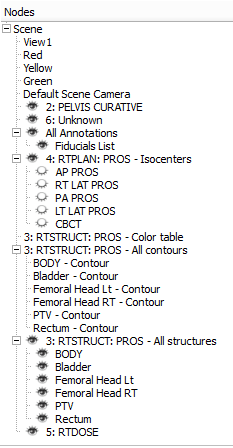 Nodes
Scene
View1
Red
Yellow
Green
Default Scene Camera
2: PELVIS CURATIVE
6: Unknown
All Annotations
Fiducials List
4: RTPLAN: PROS - Isocenters
AP PROS
RT LAT PROS
PA PROS
LT LAT PROS
CBCT
3: RTSTRUCT: PROS - Color table
3: RTSTRUCT: PROS - All contours
BODY - Contour
Bladder - Contour
Femoral Head Lt - Contour
Femoral Head RT - Contour
PTV - Contour
Rectum - Contour
3: RTSTRUCT: PROS - All structures
BODY
Bladder
Femoral Head Lt
Femoral Head RT
PTV
Rectum
5: RTDOSE